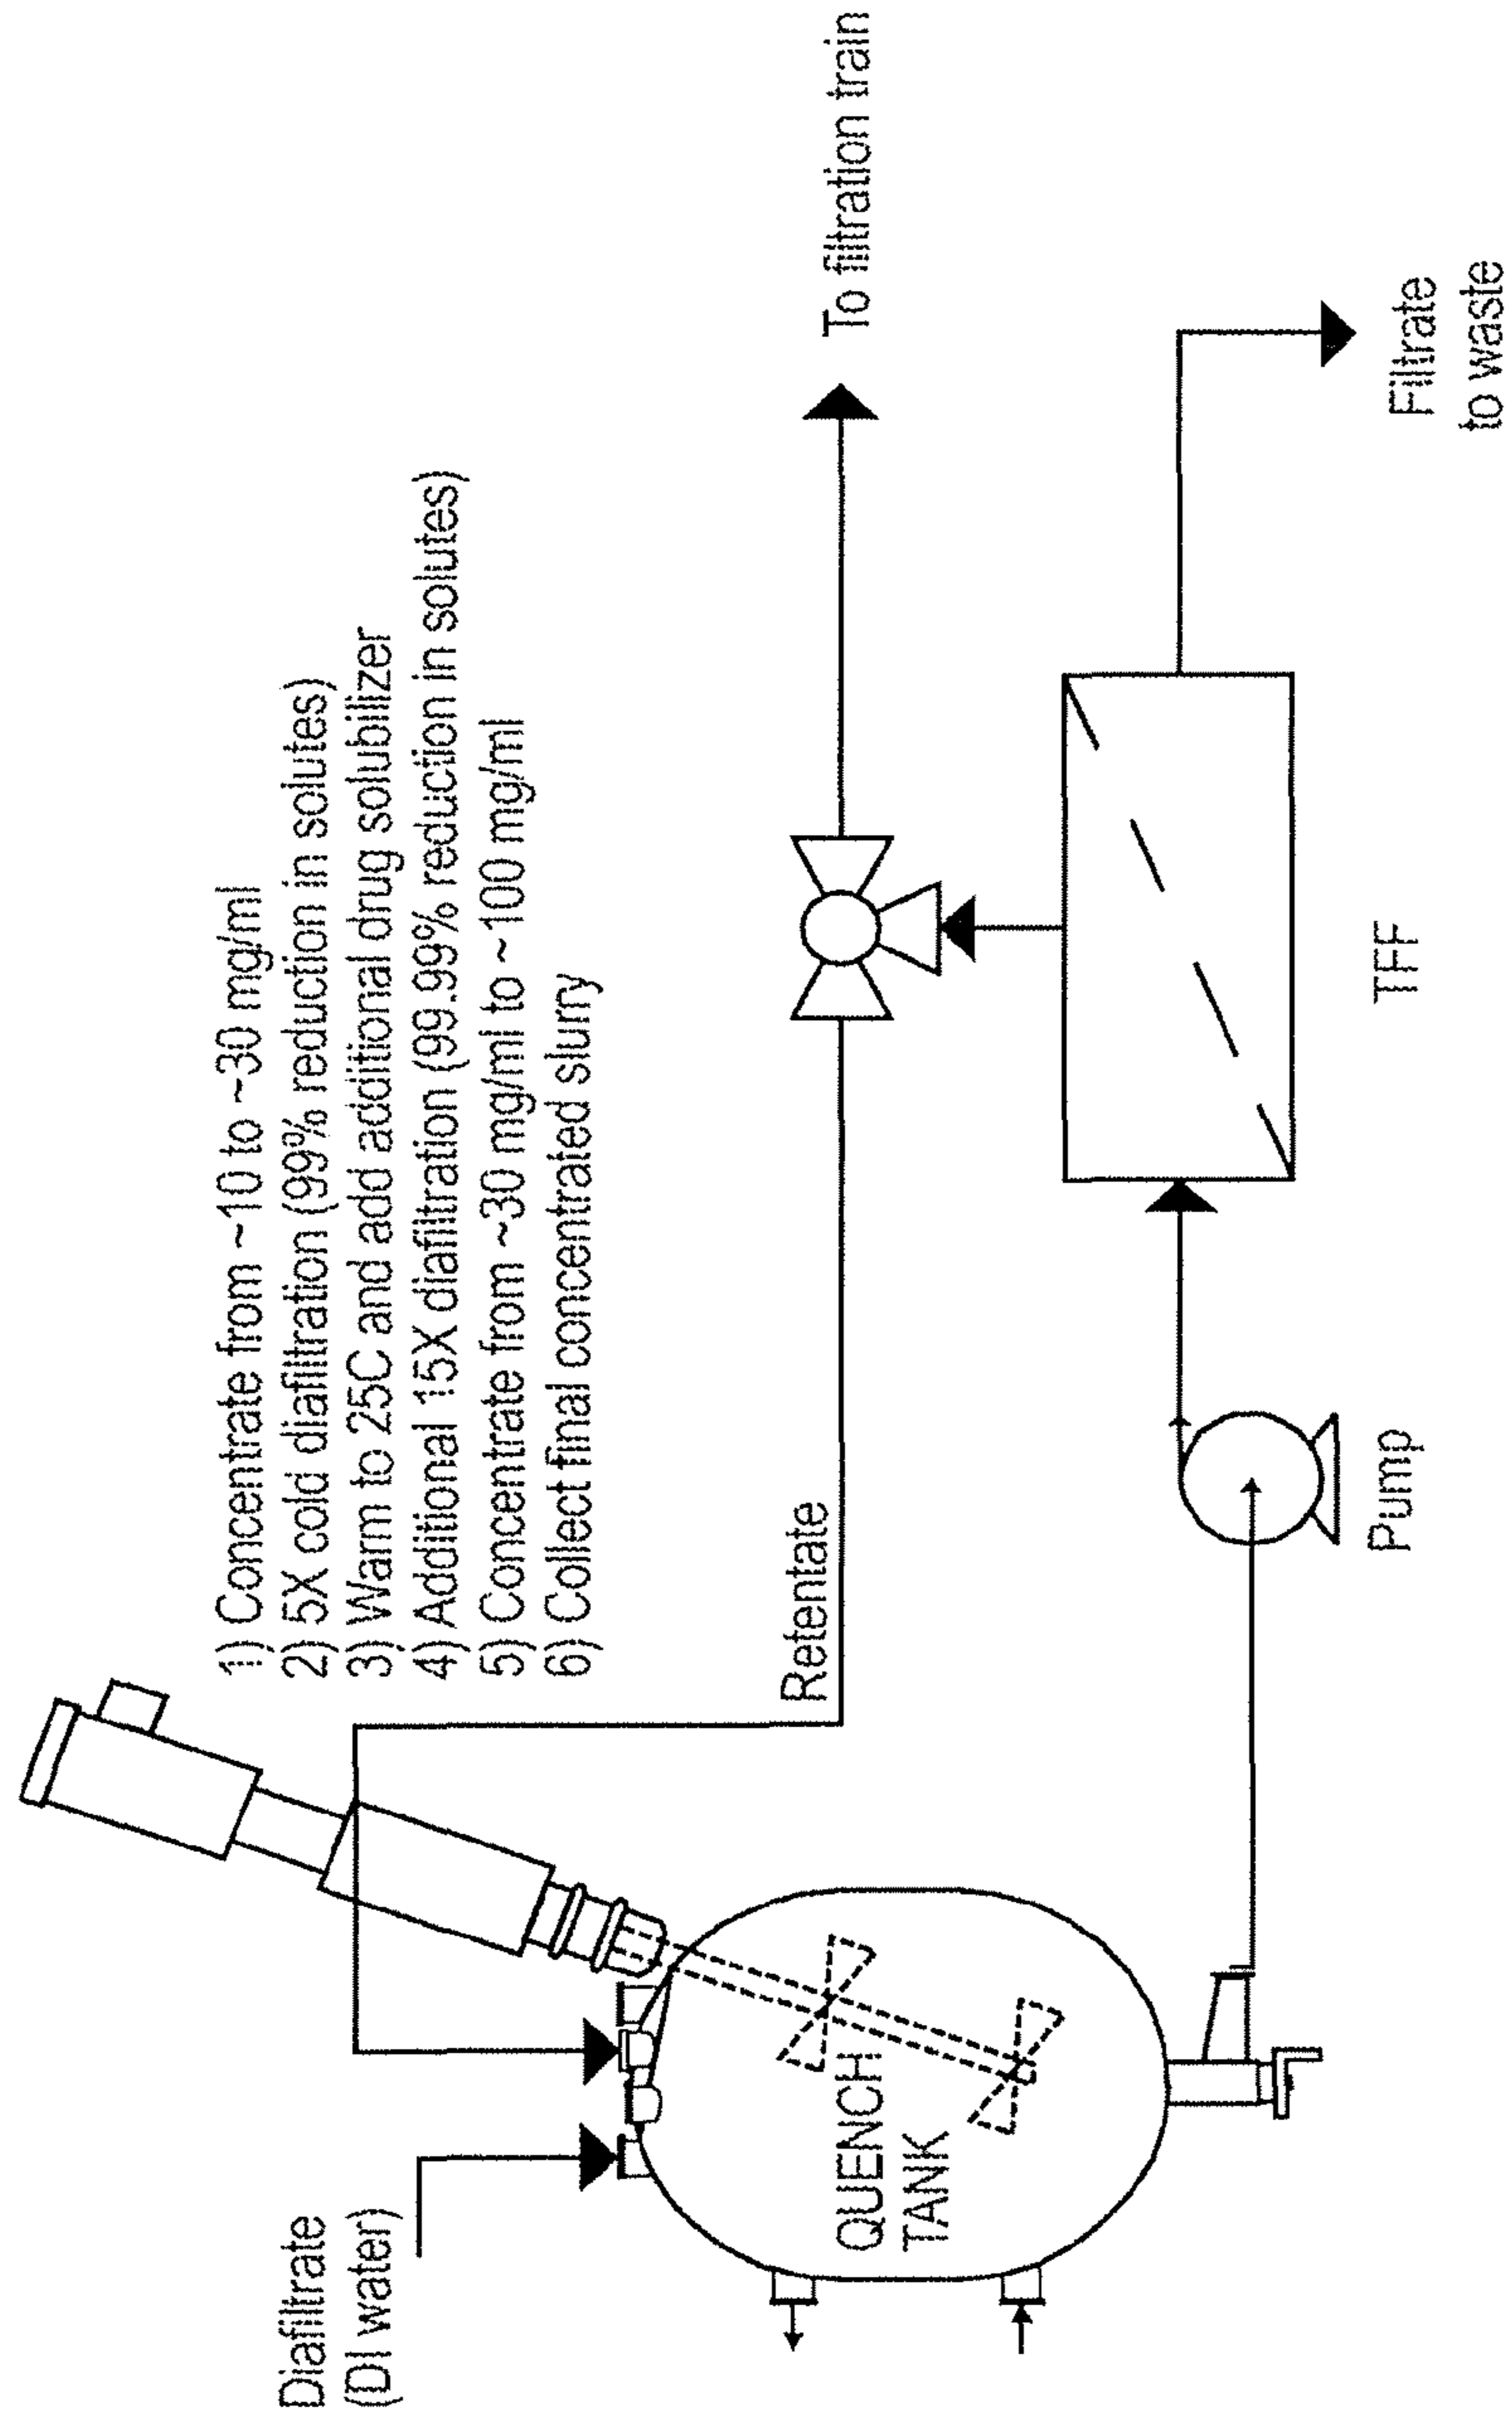 1) Concentrate from ~10 to ~30 mg/ml
2) 5X cold diafiltration (99% reduction in solutes)
3) Warm to 25C and add additional drug solubilizer
4) Additional 15X diafiltration (99.99% reduction in solutes)
5) Concentrate from ~30 mg/ml to ~100 mg/ml
6) Collect final concentrated slurry
Diafiltrate
(DI water)
Retentate
To filtration train
QUENCH
TANK
Pump
TFF
Filtrate
to waste